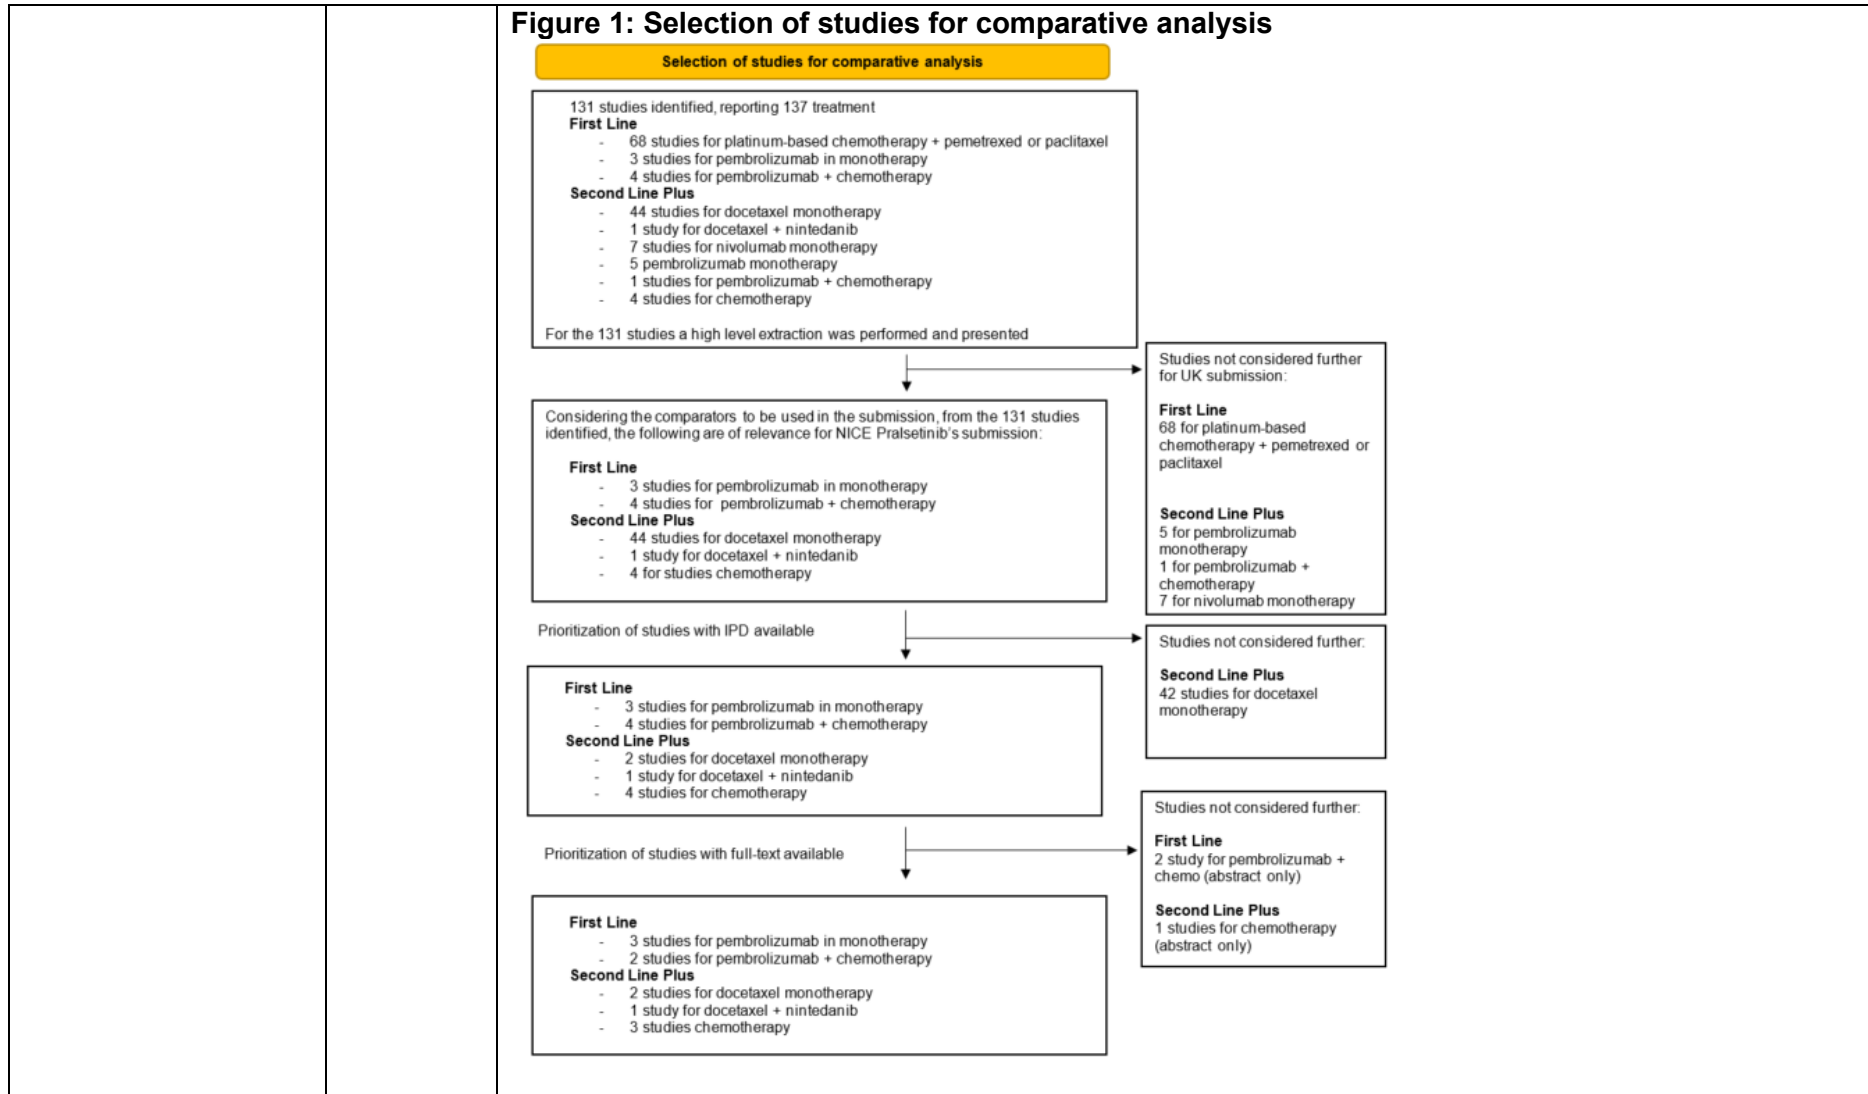 Figure 1: Selection of studies for comparative analysis
Selection of studies for comparative analysis
131 studies identified, reporting 137 treatment
First Line
- 68 studies for platinum-based chemotherapy + pemetrexed or paclitaxel
- 3 studies for pembrolizumab in monotherapy
- 4 studies for pembrolizumab + chemotherapy
Second Line Plus
- 44 studies for docetaxel monotherapy
- 1 study for docetaxel + nintedanib
- 7 studies for nivolumab monotherapy
- 5 pembrolizumab monotherapy
- 1 studies for pembrolizumab + chemotherapy
- 4 studies for chemotherapy
For the 131 studies a high level extraction was performed and presented
Studies not considered further
for UK submission:
First Line
68 for platinum-based
chemotherapy + pemetrexed or
paclitaxel
Second Line Plus
5 for pembrolizumab
monotherapy
1 for pembrolizumab +
chemotherapy
7 for nivolumab monotherapy
Considering the comparators to be used in the submission, from the 131 studies
identified, the following are of relevance for NICE Pralsetinib's submission:
First Line
- 3 studies for pembrolizumab in monotherapy
- 4 studies for pembrolizumab + chemotherapy
Second Line Plus
- 44 studies for docetaxel monotherapy
- 1 study for docetaxel + nintedanib
- 4 for studies chemotherapy
Prioritization of studies with IPD available
Studies not considered further:
Second Line Plus
42 studies for docetaxel
monotherapy
First Line
- 3 studies for pembrolizumab in monotherapy
- 4 studies for pembrolizumab + chemotherapy
Second Line Plus
- 2 studies for docetaxel monotherapy
- 1 study for docetaxel + nintedanib
- 4 studies for chemotherapy
Prioritization of studies with full-text available
Studies not considered further:
First Line
2 study for pembrolizumab +
chemo (abstract only)
Second Line Plus
1 studies for chemotherapy
(abstract only)
First Line
- 3 studies for pembrolizumab in monotherapy
- 2 studies for pembrolizumab + chemotherapy
Second Line Plus
- 2 studies for docetaxel monotherapy
- 1 study for docetaxel + nintedanib
- 3 studies chemotherapy